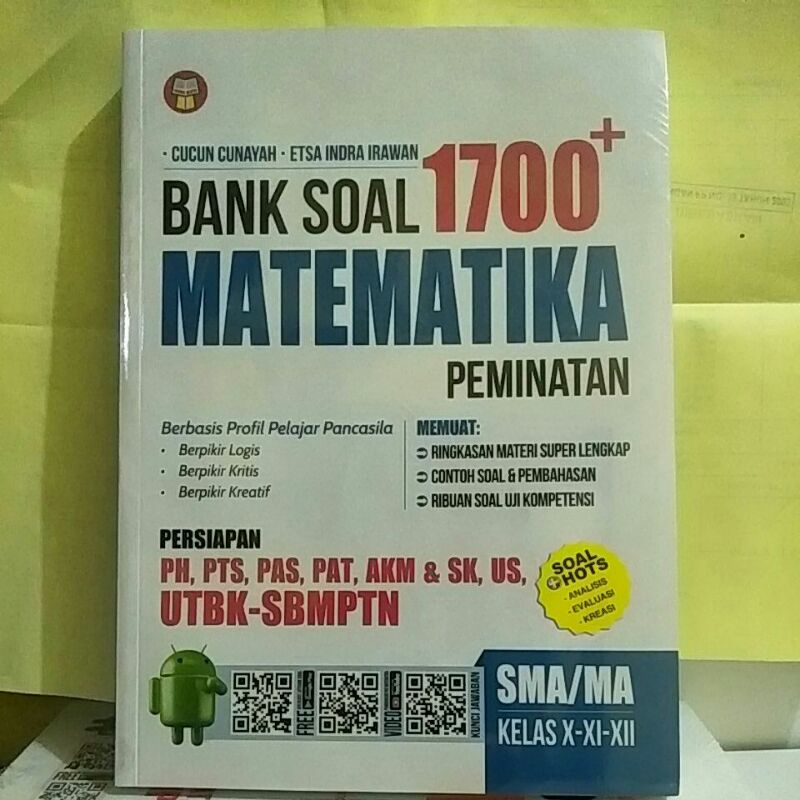 • CUCUN CUNAYAH • ETSA INDRA IRAWAN
BANK SOAL 1700+
MATEMATIKA
PEMINATAN
Berbasis Profil Pelajar Pancasila
• Berpikir Logis
• Berpikir Kritis
• Berpikir Kreatif
MEMUAT:
RINGKASAN MATERI SUPER LENGKAP
CONTOH SOAL & PEMBAHASAN
RIBUAN SOAL UJI KOMPETENSI
PERSIAPAN
PH, PTS, PAS, PAT, AKM & SK, US,
UTBK-SBMPTN
SOAL
+HOTS
• ANALISIS
• EVALUASI
• KREASI
FREE
VIDEO
KUNCI JAWABAN
SMA/MA
KELAS X-XI-XII